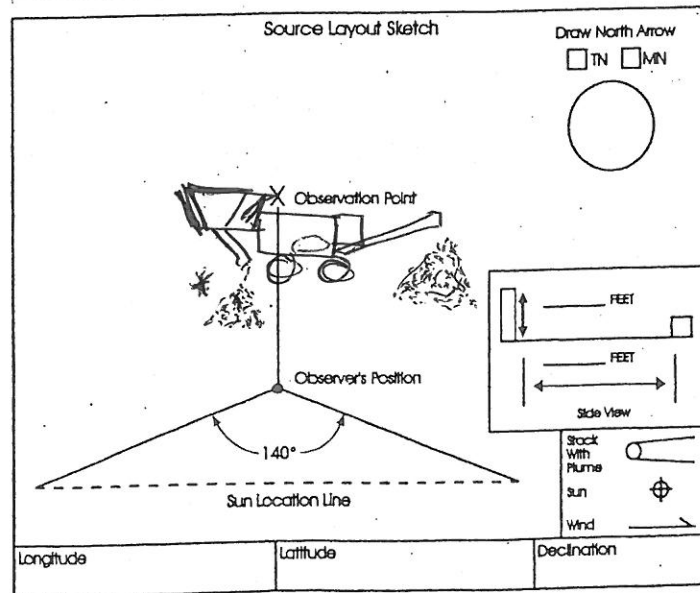 Source Layout Sketch
Draw North Arrow
TN MN
Observation Point
FEET
FEET
Side View
Observer's Position
140°
Sun Location Line
Stack
With
Plume
Sun
Wind
Longitude
Latitude
Declination